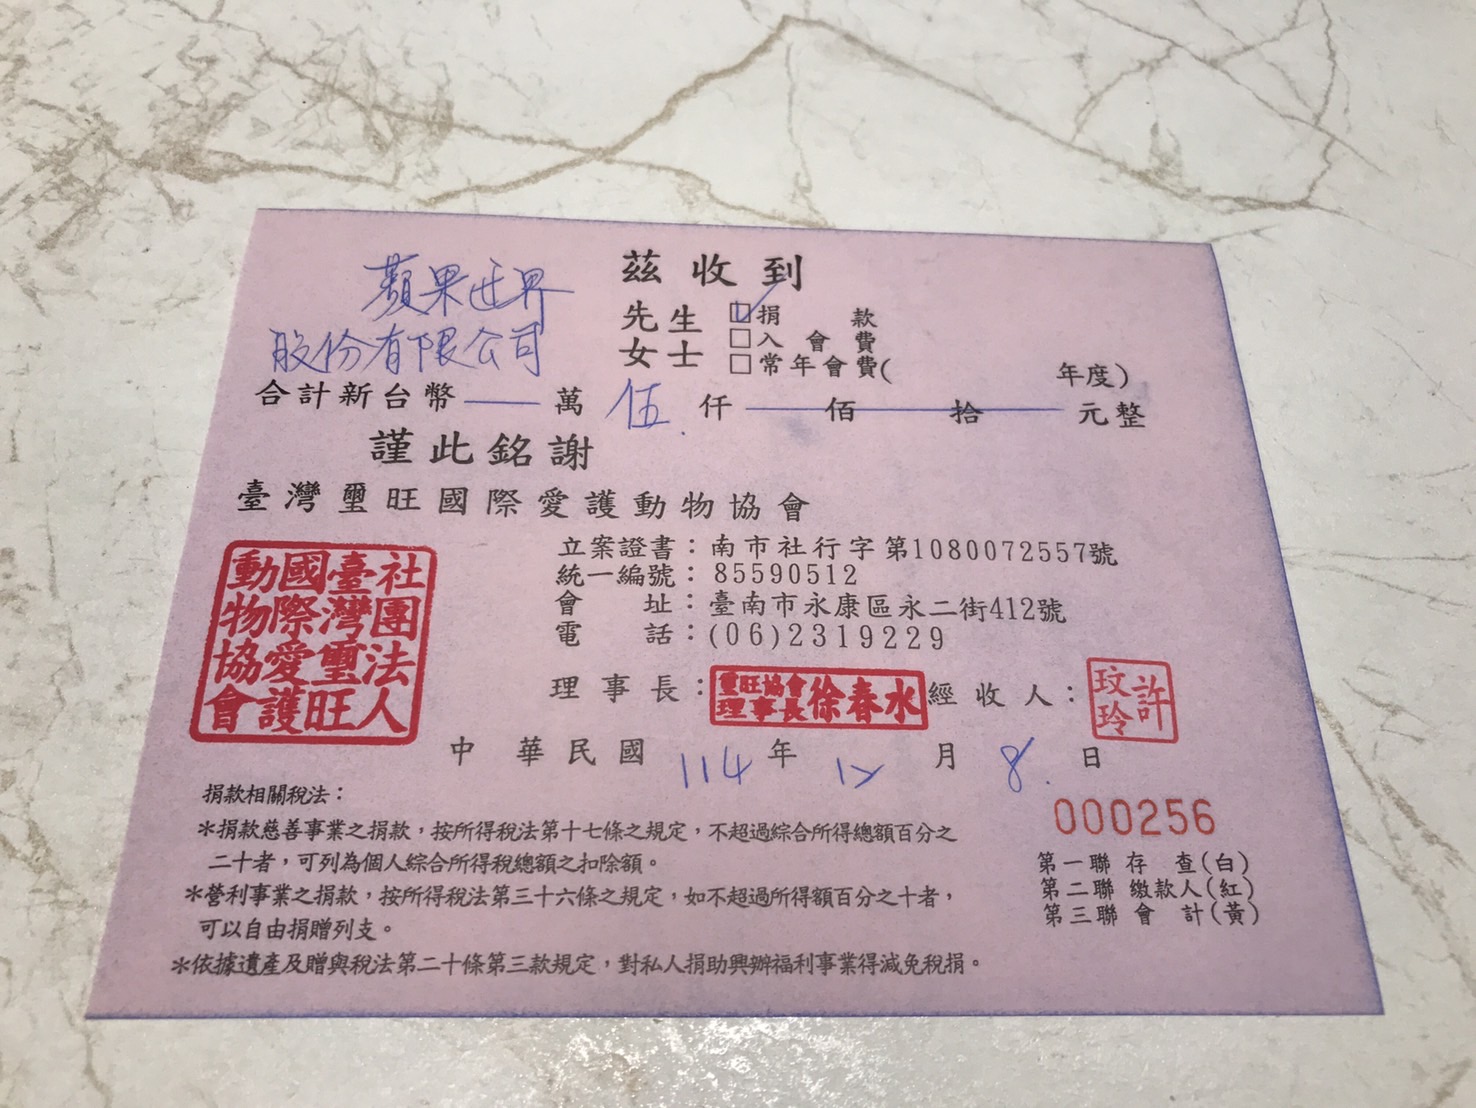 茲收到
蘋果世界
股份有限公司
先生 ☑捐款
女士 □入會費
□常年會費( 年度)
合計新台幣 — 萬 伍 仟 — 佰 — 拾 — 元整
謹此銘謝
臺灣璽旺國際愛護動物協會
立案證書：南市社行字第1080072557號
統一編號：85590512
會址：臺南市永康區永二街412號
電話：(06)2319229
社團法人
臺灣璽旺
國際愛護
動物協會
理事長：璽旺協會理事長徐春水 經收人：許玟玲
中華民國 114 年 12 月 8 日
000256
捐款相關稅法：
＊捐款慈善事業之捐款，按所得稅法第十七條之規定，不超過綜合所得總額百分之
二十者，可列為個人綜合所得稅總額之扣除額。
＊營利事業之捐款，按所得稅法第三十六條之規定，如不超過所得額百分之十者，
可以自由捐贈列支。
＊依據遺產及贈與稅法第二十條第三款規定，對私人捐助興辦福利事業得減免稅捐。
第一聯 存 查(白)
第二聯 繳款人(紅)
第三聯 會 計(黃)